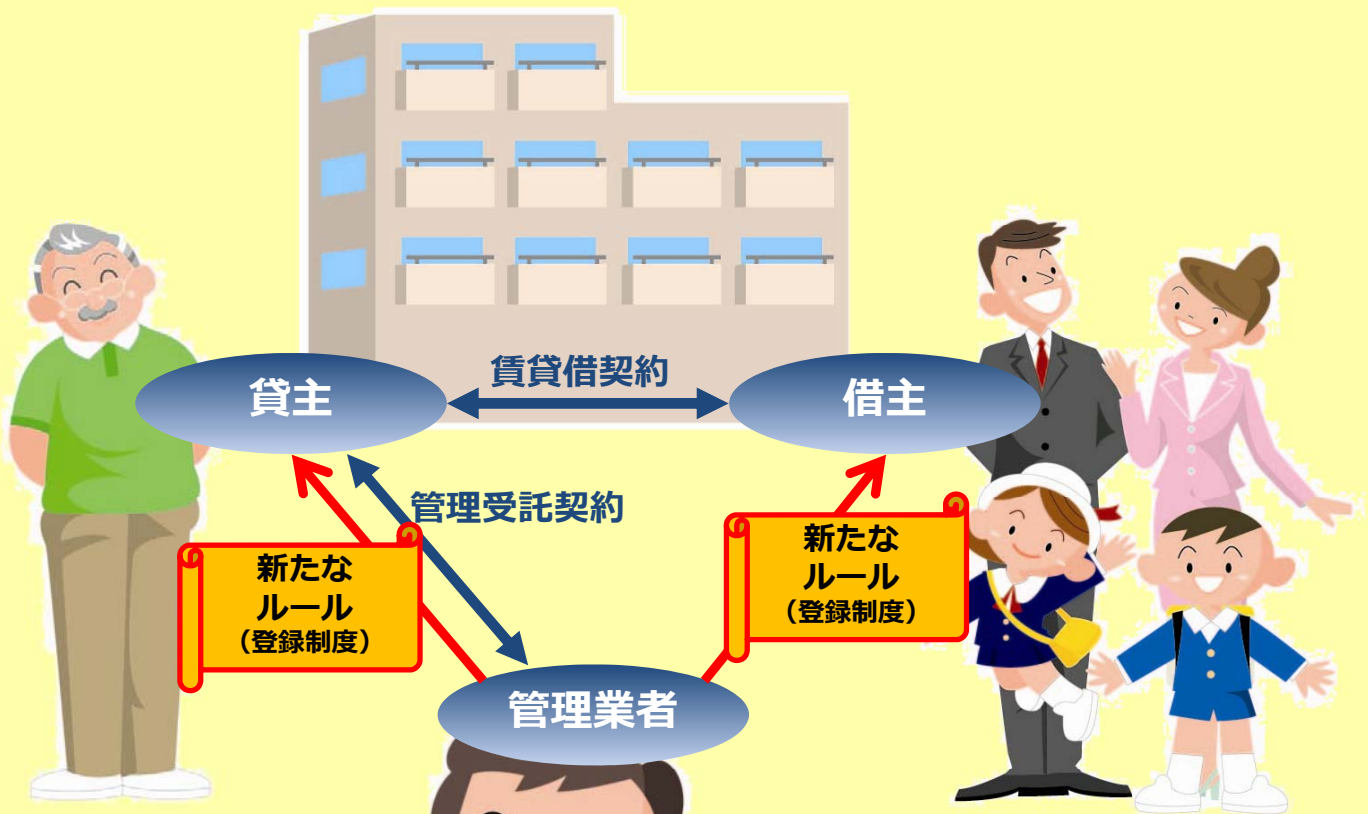 賃貸借契約
貸主
借主
管理受託契約
新たな
ルール
（登録制度）
新たな
ルール
（登録制度）
管理業者